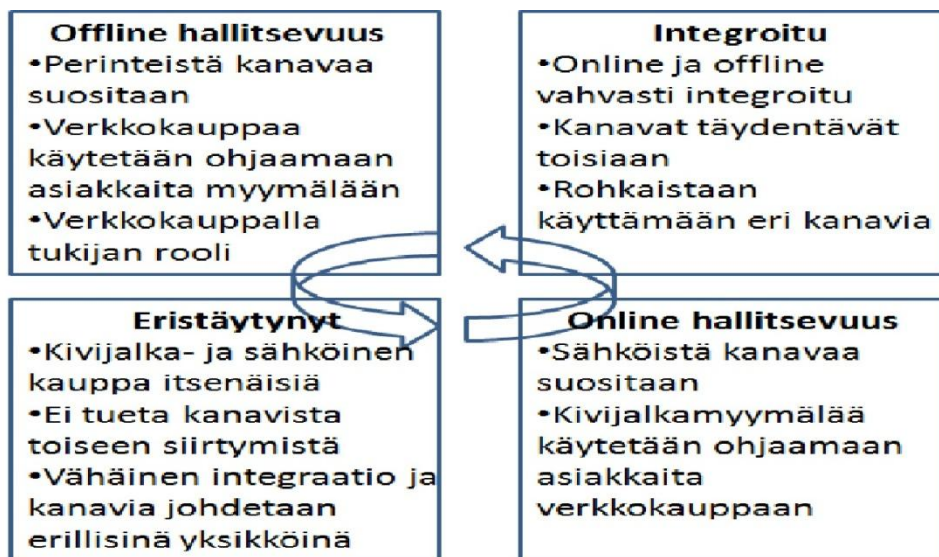 Offline hallitsevuus
•Perinteistä kanavaa
suositaan
•Verkkokauppaa
käytetään ohjaamaan
asiakkaita myymälään
•Verkkokauppalla
tukijan rooli
Integroitu
•Online ja offline
vahvasti integroitu
•Kanavat täydentävät
toisiaan
•Rohkaistaan
käyttämään eri kanavia
Eristäytynyt
•Kivijalka- ja sähköinen
kauppa itsenäisiä
•Ei tueta kanavista
toiseen siirtymistä
•Vähäinen integraatio ja
kanavia johdetaan
erillisinä yksikköinä
Online hallitsevuus
•Sähköistä kanavaa
suositaan
•Kivijalkamyymälää
käytetään ohjaamaan
asiakkaita
verkkokauppaan